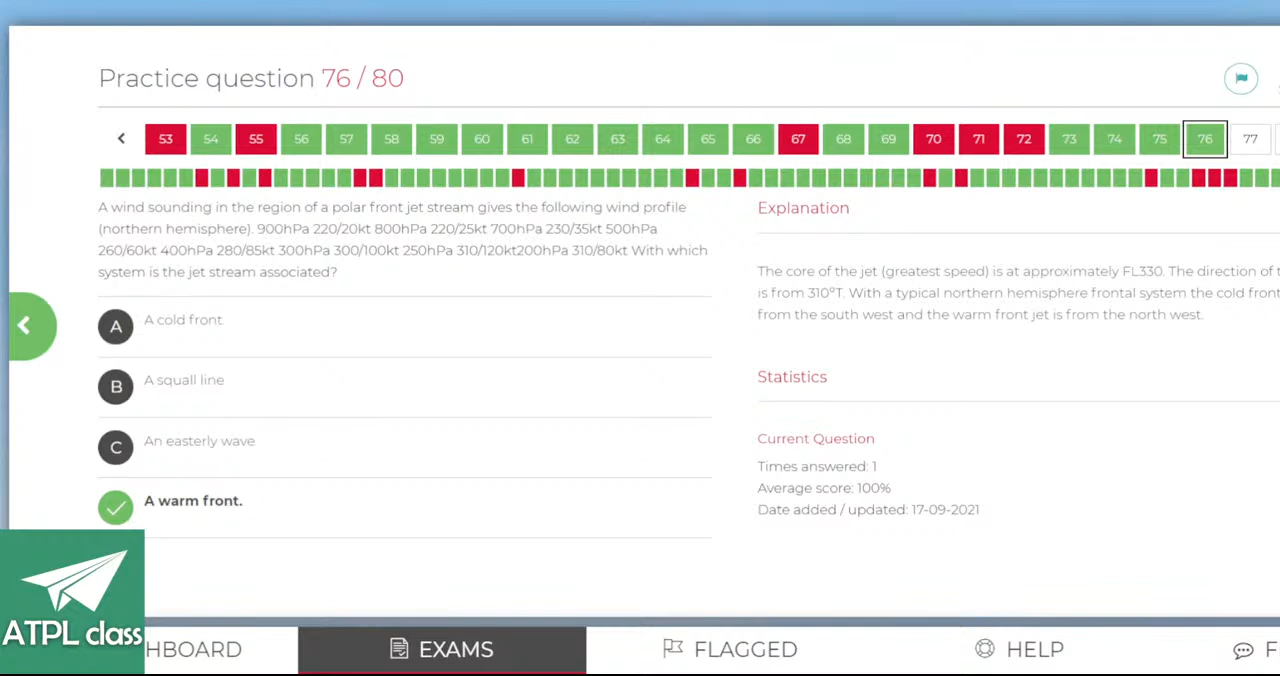 Practice question 76 / 80
53 54 55 56 57 58 59 60 61 62 63 64 65 66 67 68 69 70 71 72 73 74 75 76 77
A wind sounding in the region of a polar front jet stream gives the following wind profile
(northern hemisphere). 900hPa 220/20kt 800hPa 220/25kt 700hPa 230/35kt 500hPa
260/60kt 400hPa 280/85kt 300hPa 300/100kt 250hPa 310/120kt200hPa 310/80kt With which
system is the jet stream associated?
A A cold front.
B A squall line
C An easterly wave
A warm front.
Explanation
The core of the jet (greatest speed) is at approximately FL330. The direction of
is from 310ºT. With a typical northern hemisphere frontal system the cold front
from the south west and the warm front jet is from the north west.
Statistics
Current Question
Times answered: 1
Average score: 100%
Date added / updated: 17-09-2021
ATPL class
HBOARD
EXAMS
FLAGGED
HELP